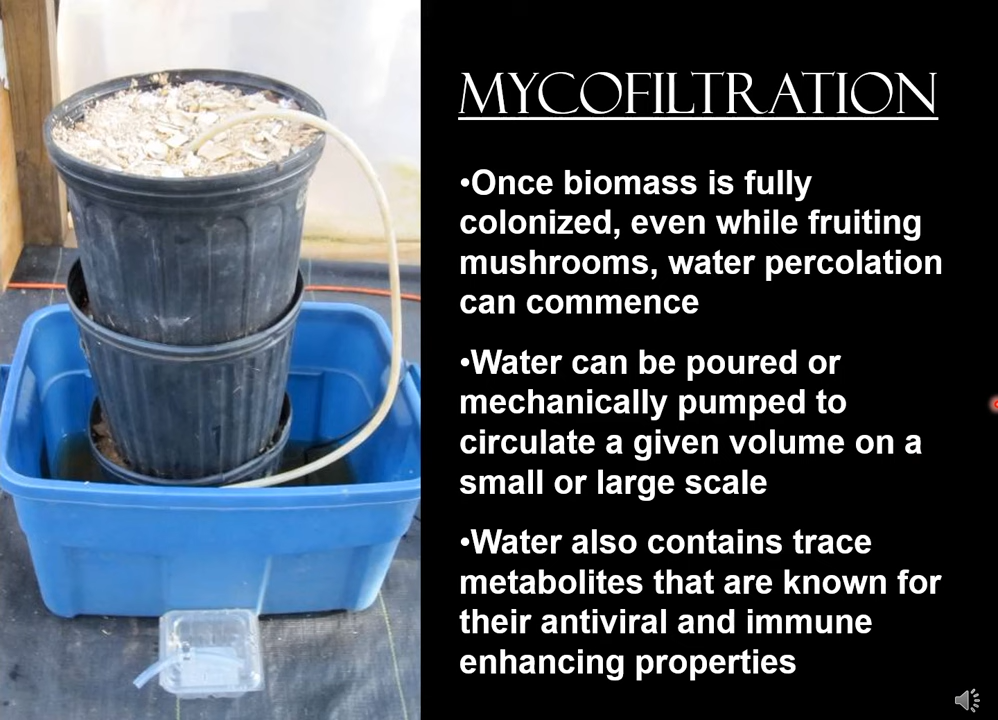 MYCOFILTRATION
•Once biomass is fully
colonized, even while fruiting
mushrooms, water percolation
can commence
•Water can be poured or
mechanically pumped to
circulate a given volume on a
small or large scale
•Water also contains trace
metabolites that are known for
their antiviral and immune
enhancing properties